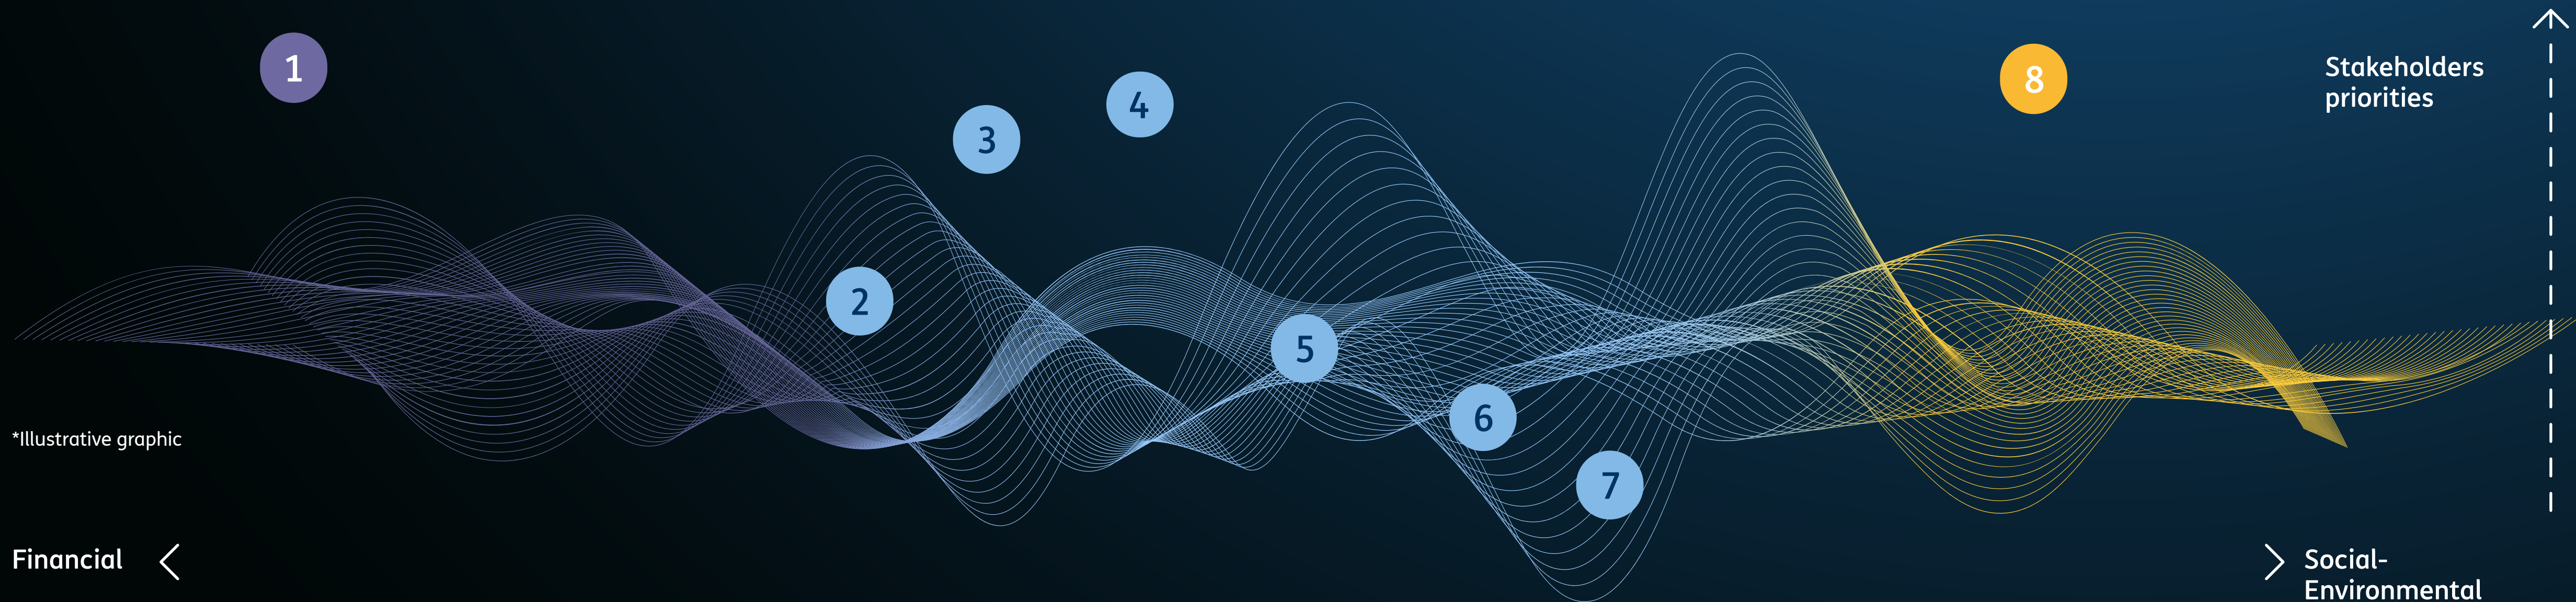 1
8
Stakeholders
priorities
4
3
2
5
6
7
*Illustrative graphic
Financial
Social-
Environmental